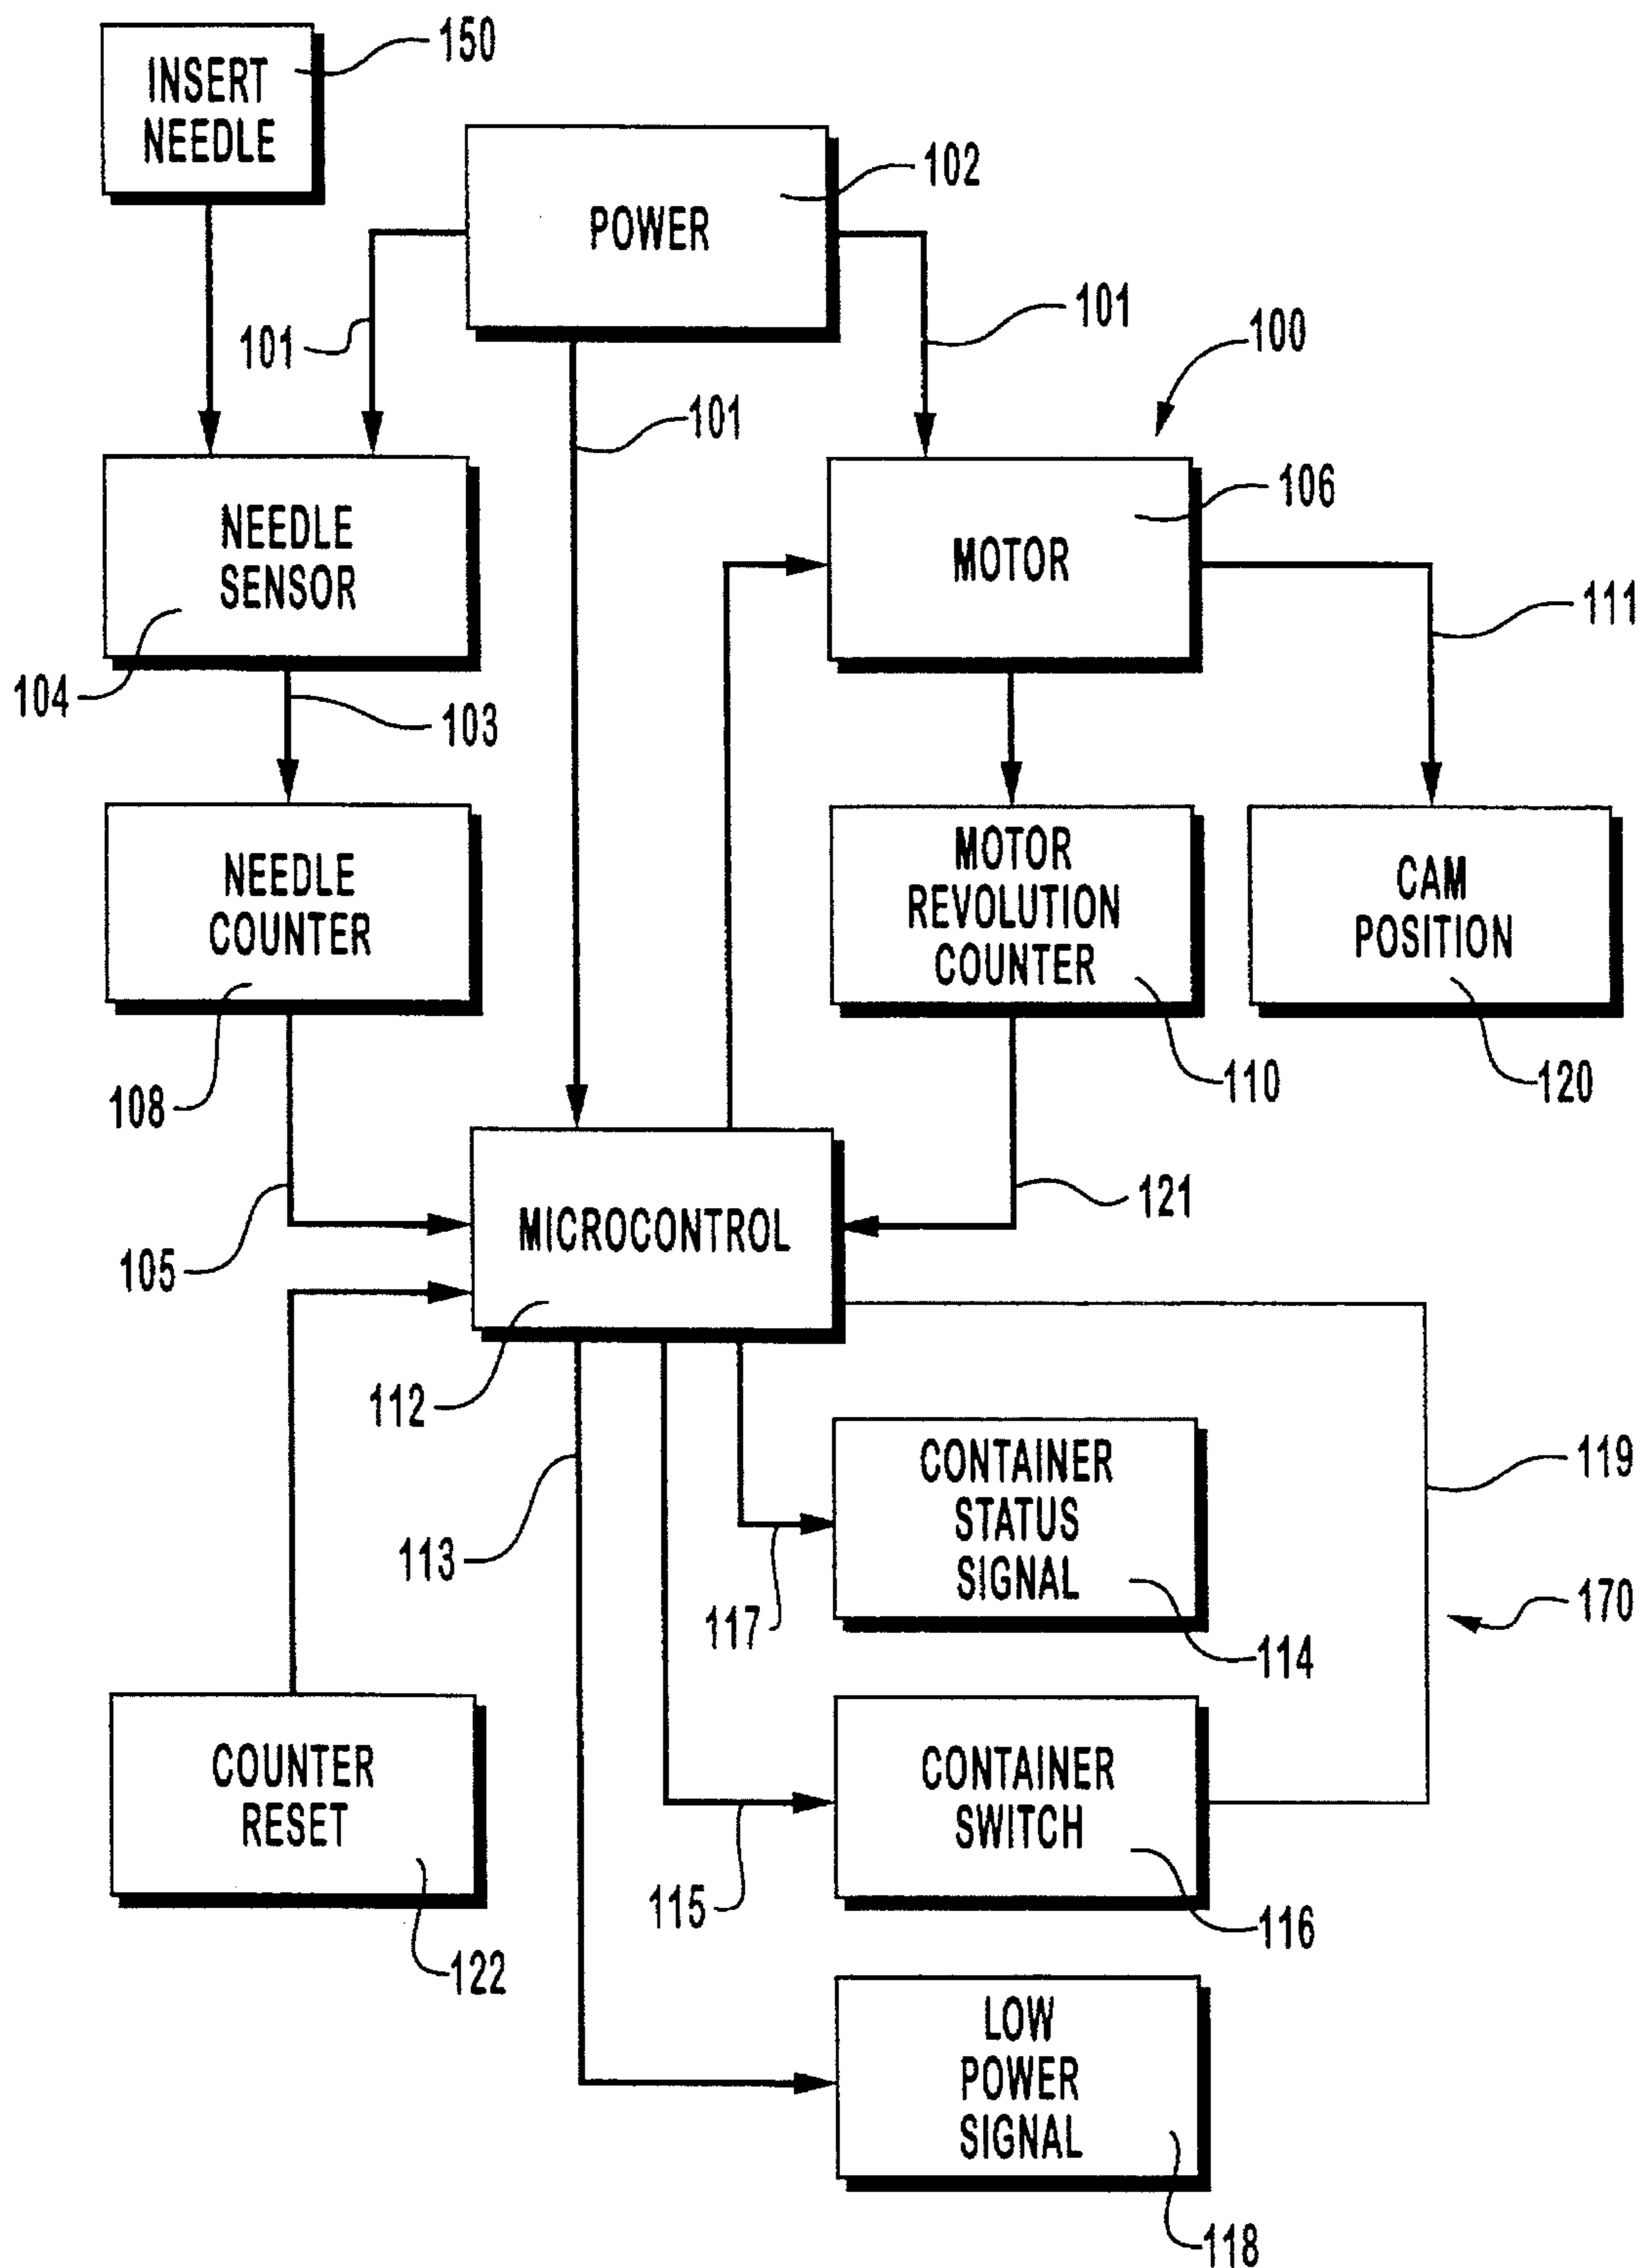 150
INSERT
NEEDLE
102
POWER
101
101
100
101
106
NEEDLE
SENSOR
MOTOR
111
104
103
NEEDLE
COUNTER
MOTOR
REVOLUTION
COUNTER
CAM
POSITION
108
110
120
105
121
MICROCONTROL
112
119
CONTAINER
STATUS
SIGNAL
113
117
170
114
COUNTER
RESET
CONTAINER
SWITCH
115
116
122
LOW
POWER
SIGNAL
118